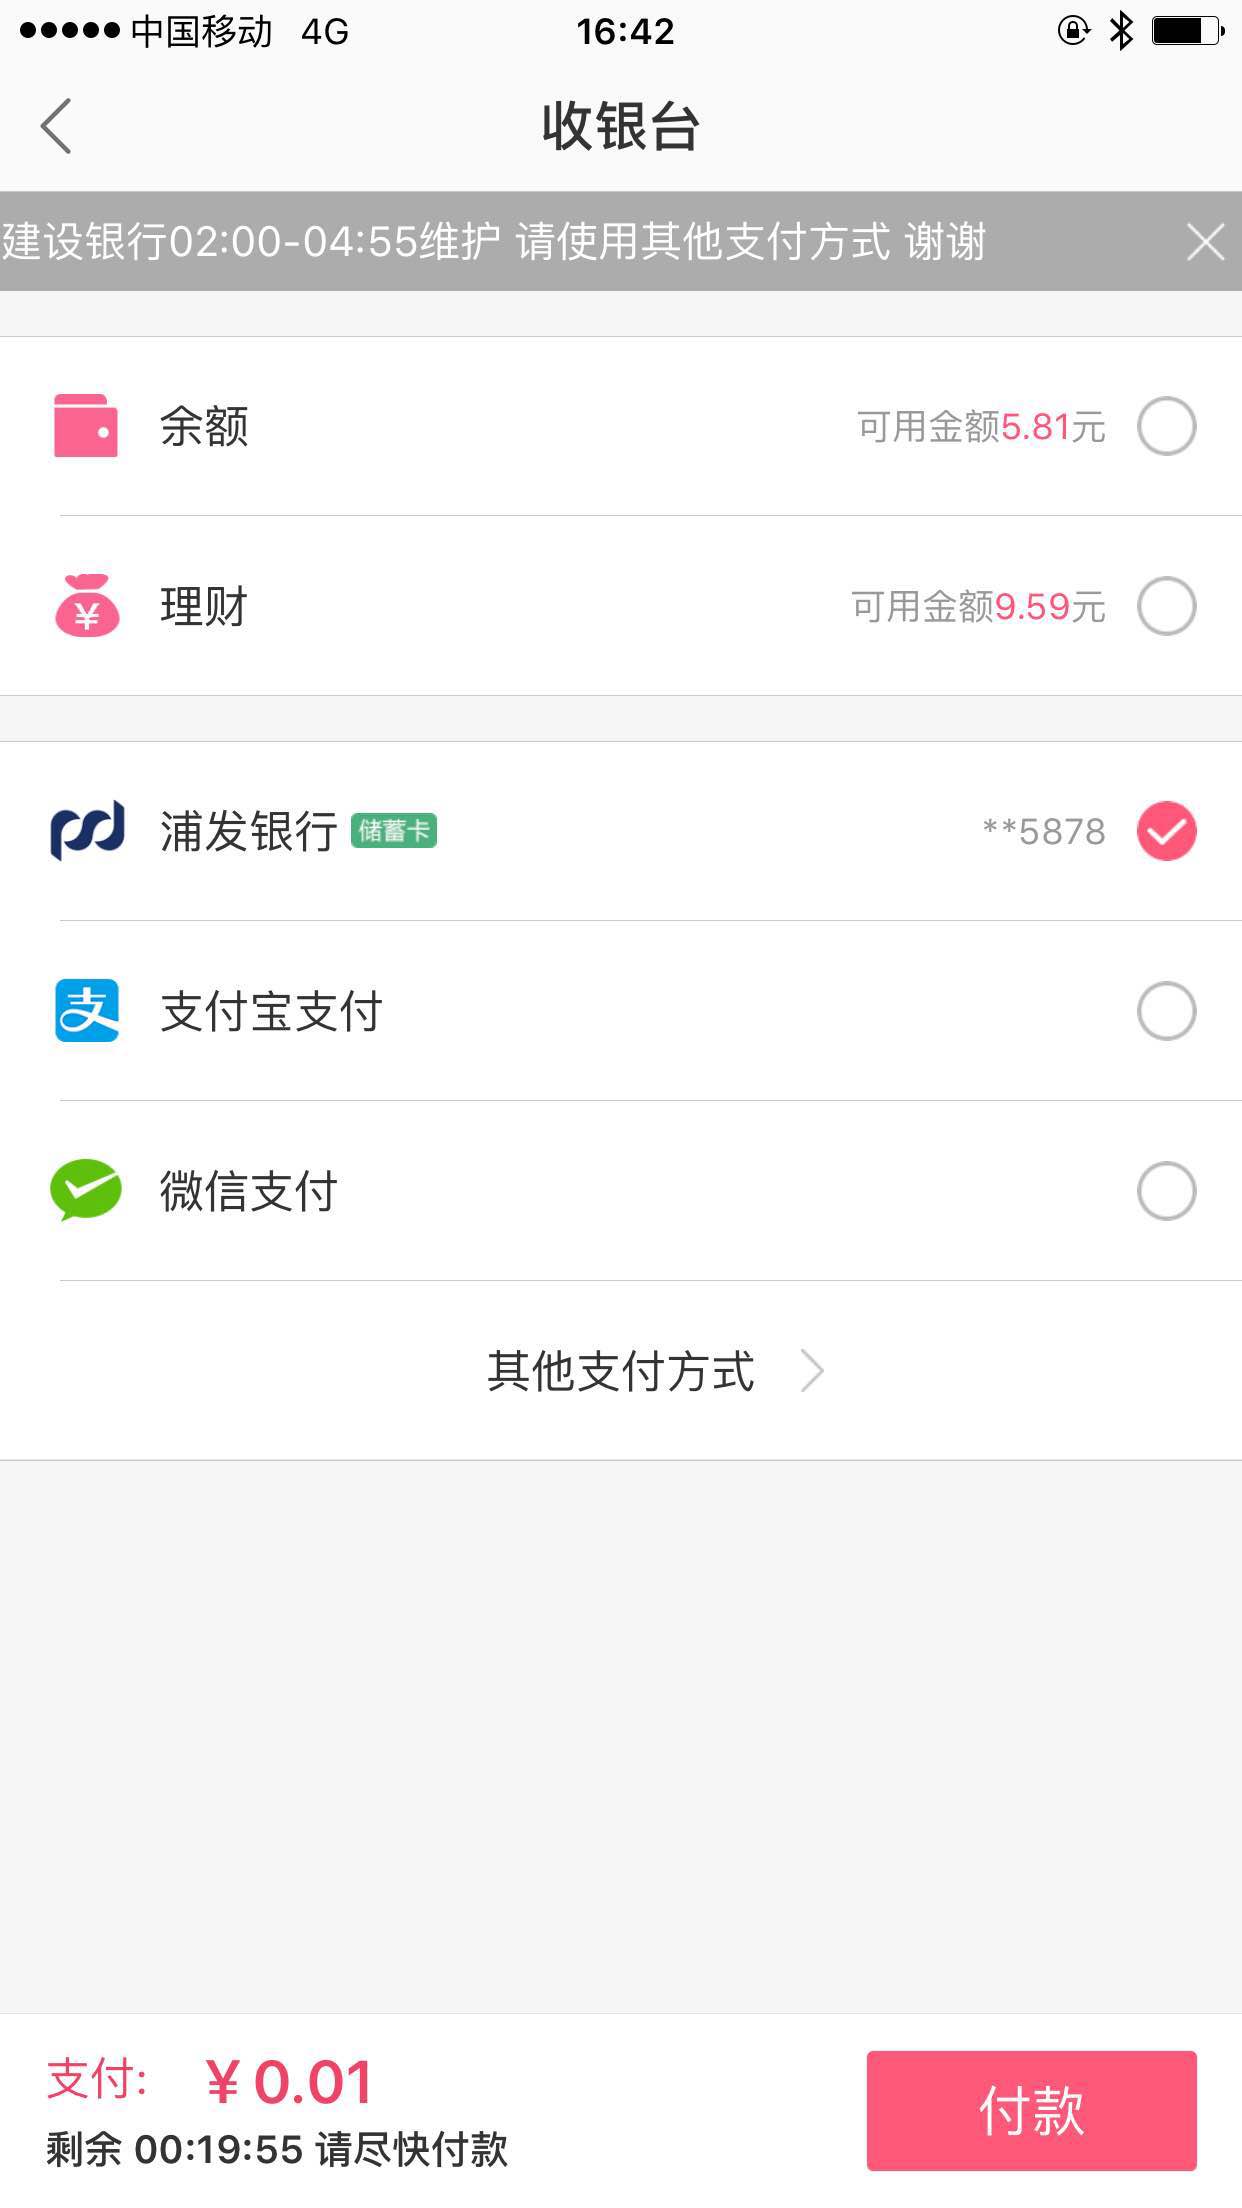 中国移动 4G 16:42
收银台
建设银行02:00-04:55维护 请使用其他支付方式 谢谢
余额 可用金额5.81元
理财 可用金额9.59元
浦发银行 储蓄卡 **5878
支 支付宝支付
微信支付
其他支付方式
支付: ¥0.01
剩余 00:19:55 请尽快付款
付款